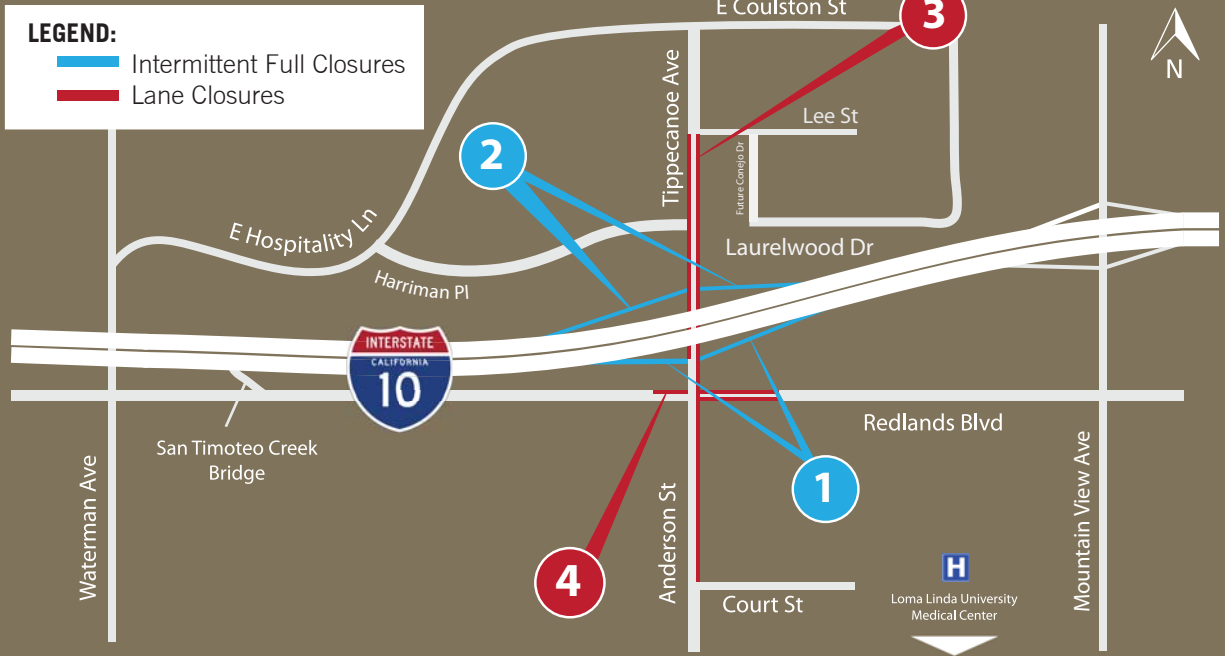 LEGEND:
Intermittent Full Closures
Lane Closures
E Coulston St
3
N
Tippecanoe Ave
Lee St
2
Future Conejo Dr
E Hospitality Ln
Laurelwood Dr
Harriman Pl
INTERSTATE
CALIFORNIA
10
San Timoteo Creek
Bridge
Redlands Blvd
Waterman Ave
Anderson St
1
Mountain View Ave
4
H
Court St
Loma Linda University
Medical Center